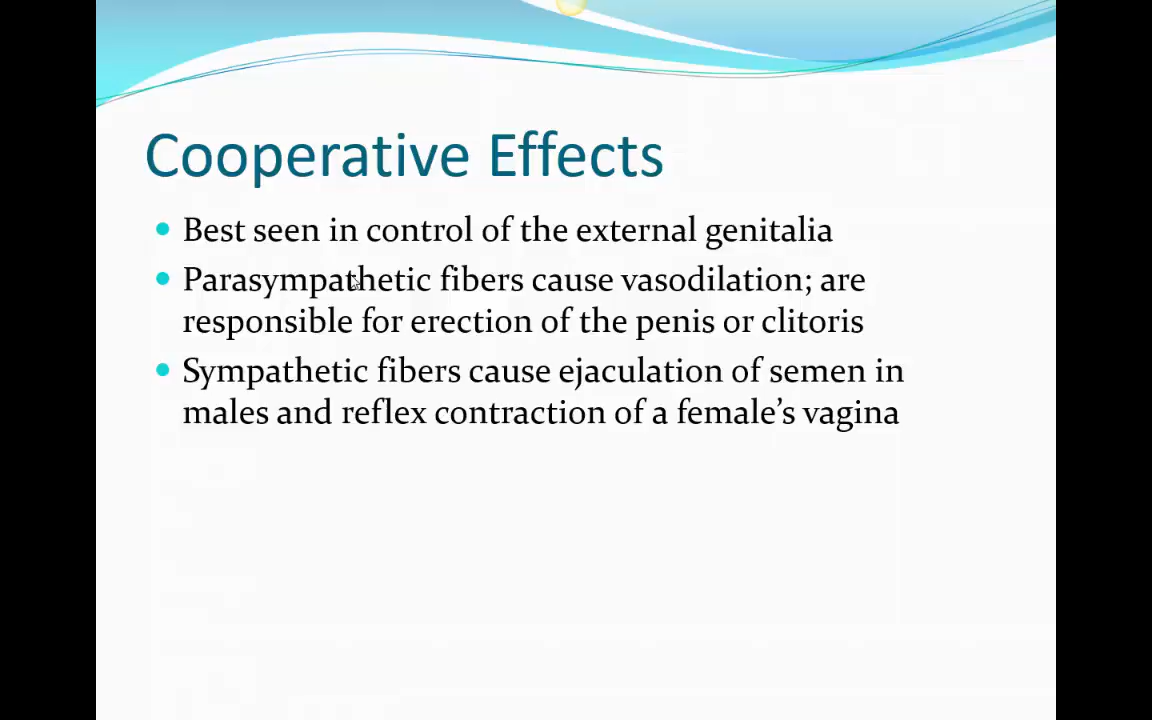 Cooperative Effects
Best seen in control of the external genitalia
Parasympathetic fibers cause vasodilation; are
responsible for erection of the penis or clitoris
Sympathetic fibers cause ejaculation of semen in
males and reflex contraction of a female’s vagina